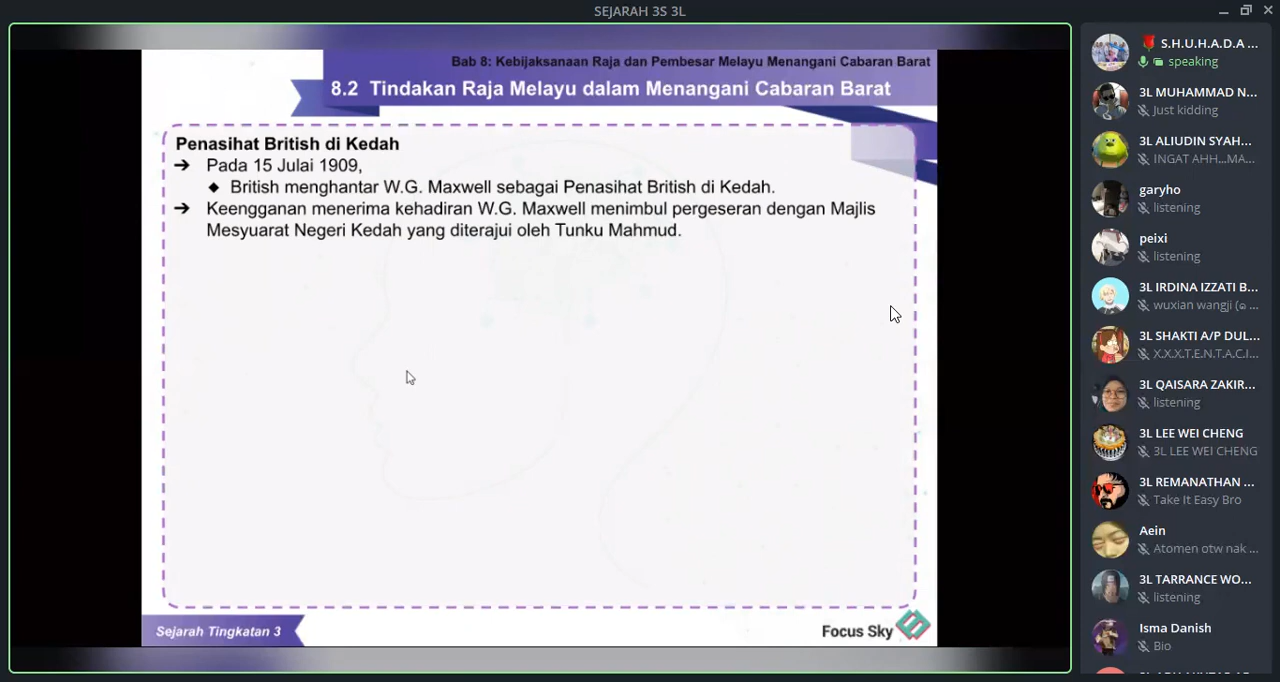 SEJARAH 3S 3L
Bab 8: Kebijaksanaan Raja dan Pembesar Melayu Menangani Cabaran Barat
8.2 Tindakan Raja Melayu dalam Menangani Cabaran Barat
Penasihat British di Kedah
➔ Pada 15 Julai 1909,
◆ British menghantar W.G. Maxwell sebagai Penasihat British di Kedah.
➔ Keengganan menerima kehadiran W.G. Maxwell menimbul pergeseran dengan Majlis
Mesyuarat Negeri Kedah yang diterajui oleh Tunku Mahmud.
Sejarah Tingkatan 3
Focus Sky
S.H.U.H.A.D.A ...
speaking
3L MUHAMMAD N...
Just kidding
3L ALIUDIN SYAH...
INGAT AHH...MA...
garyho
listening
peixi
listening
3L IRDINA IZZATI B...
wuxian wangji (๑ ...
3L SHAKTI A/P DUL...
X.X.X.T.E.N.T.A.C.I...
3L QAISARA ZAKIR...
listening
3L LEE WEI CHENG
3L LEE WEI CHENG
3L REMANATHAN ...
Take It Easy Bro
Aein
Atomen otw nak ...
3L TARRANCE WO...
listening
Isma Danish
Bio